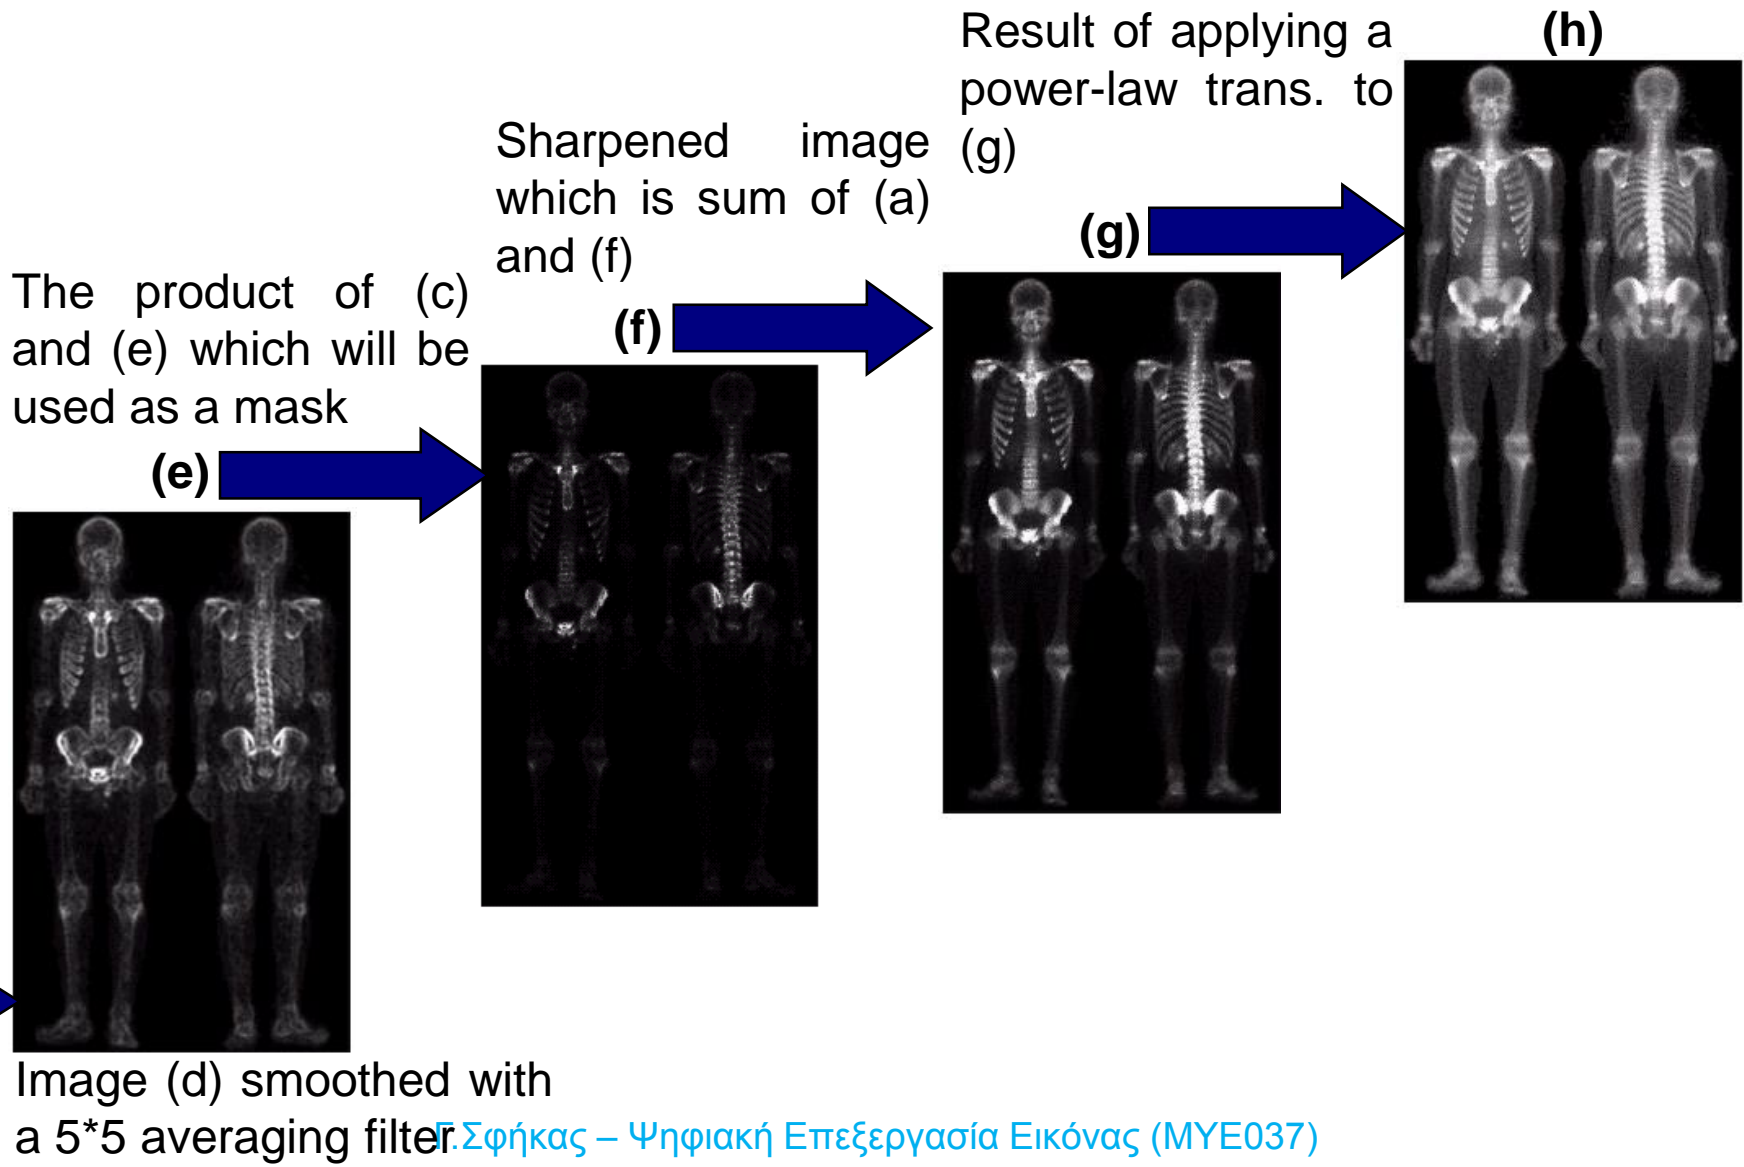 Result of applying a
power-law trans. to
(g)
(h)
Sharpened image
which is sum of (a)
and (f)
(g)
The product of (c)
and (e) which will be
used as a mask
(f)
(e)
Image (d) smoothed with
a 5*5 averaging filter.
Γ.Σφήκας – Ψηφιακή Επεξεργασία Εικόνας (ΜΥΕ037)